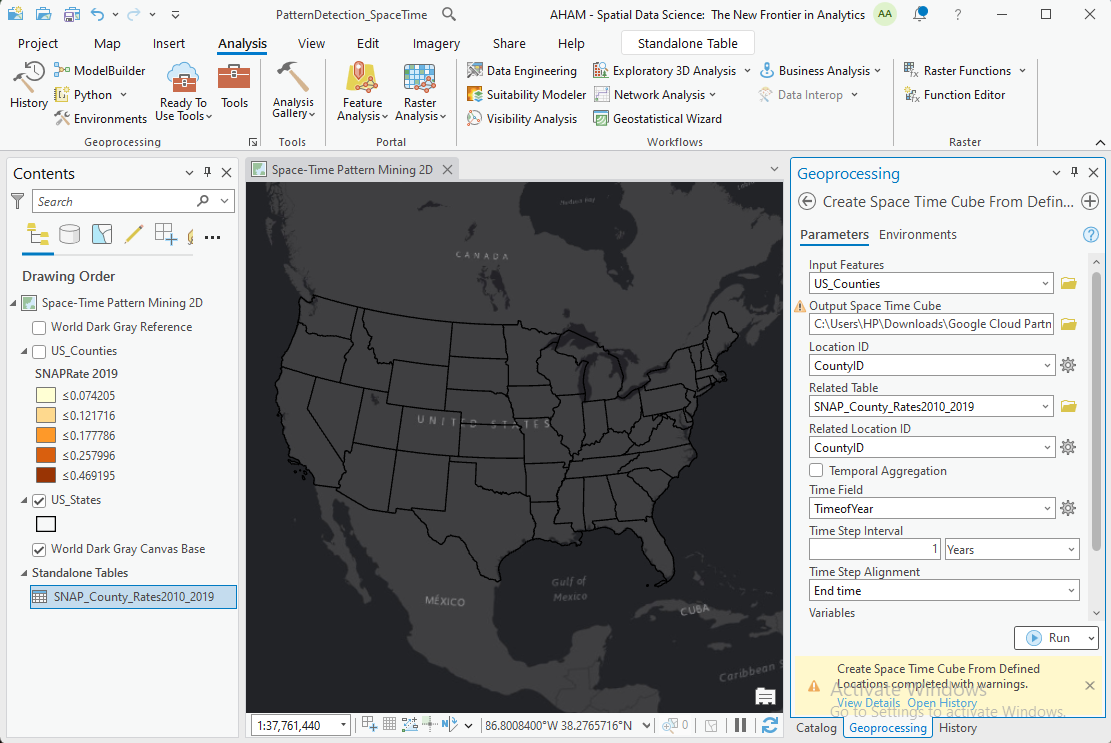 PatternDetection_SpaceTime
AHAM - Spatial Data Science: The New Frontier in Analytics
AA
?
Project
Map
Insert
Analysis
View
Edit
Imagery
Share
Help
Standalone Table
History
ModelBuilder
Python
Environments
Ready To Use Tools
Tools
Geoprocessing
Analysis Gallery
Tools
Feature Analysis
Raster Analysis
Portal
Data Engineering
Suitability Modeler
Visibility Analysis
Exploratory 3D Analysis
Network Analysis
Geostatistical Wizard
Business Analysis
Data Interop
Workflows
Raster Functions
Function Editor
Raster
Contents
Search
Drawing Order
Space-Time Pattern Mining 2D
World Dark Gray Reference
US_Counties
SNAPRate 2019
≤0.074205
≤0.121716
≤0.177786
≤0.257996
≤0.469195
US_States
World Dark Gray Canvas Base
Standalone Tables
SNAP_County_Rates2010_2019
Space-Time Pattern Mining 2D
CANADA
UNITED STATES
Gulf of
Mexico
MÉXICO
CUBA
Caribbean S
1:37,761,440
86.8008400°W 38.2765716°N
0
Geoprocessing
Create Space Time Cube From Defin...
Parameters
Environments
?
Input Features
US_Counties
Output Space Time Cube
C:\Users\HP\Downloads\Google Cloud Partn
Location ID
CountyID
Related Table
SNAP_County_Rates2010_2019
Related Location ID
CountyID
Temporal Aggregation
Time Field
TimeofYear
Time Step Interval
1
Years
Time Step Alignment
End time
Variables
Run
Create Space Time Cube From Defined
Locations completed with warnings.
View Details
Open History
Activate Windows
Go to Settings to activate Windows.
Catalog
Geoprocessing
History